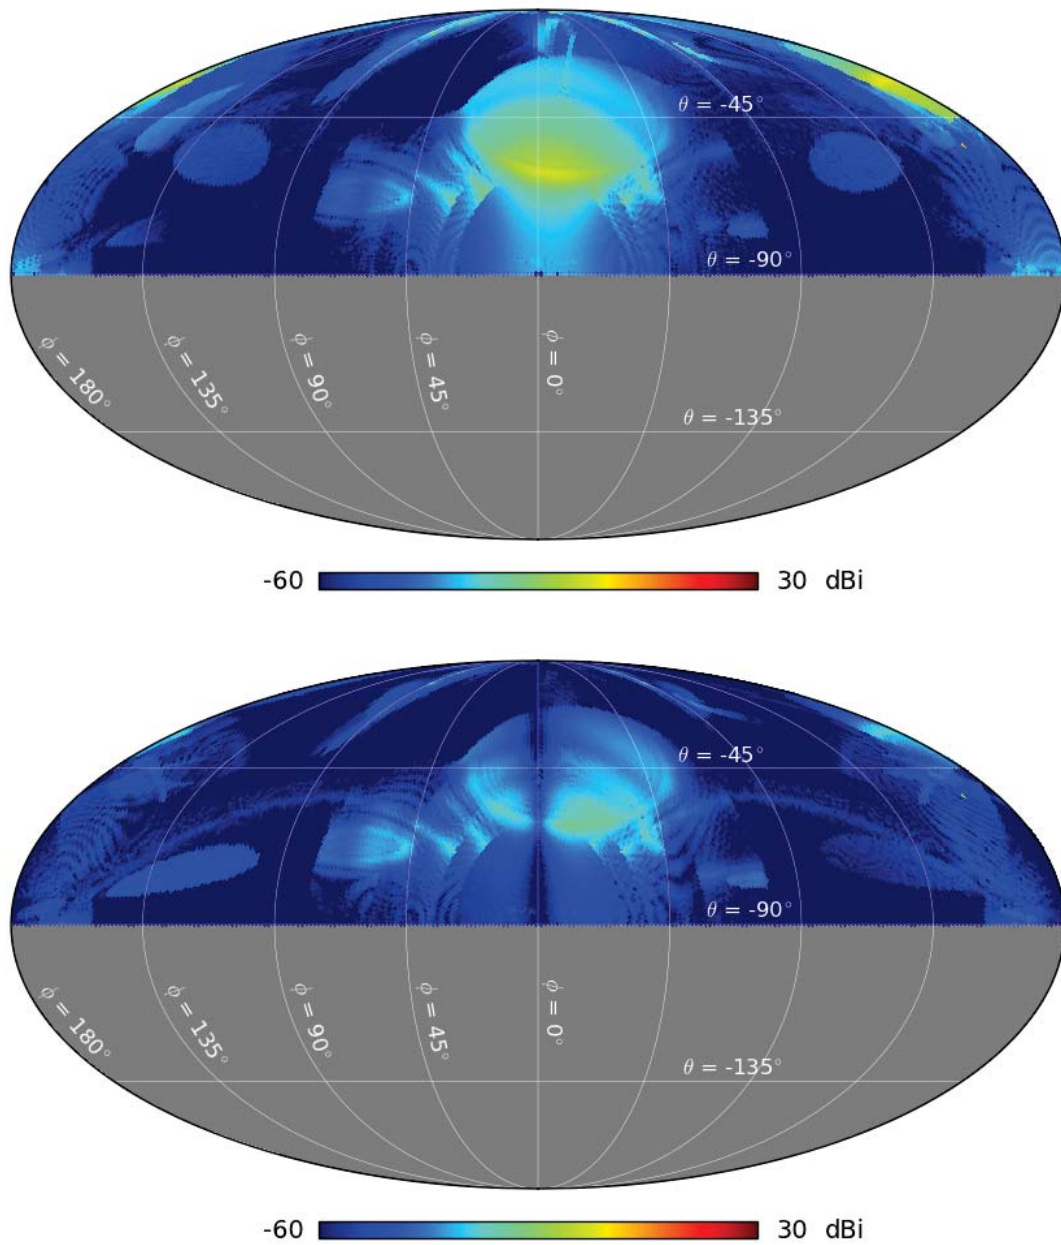 θ = -45°
θ = -90°
ϕ = 180°
ϕ = 135°
ϕ = 90°
ϕ = 45°
ϕ = 0°
θ = -135°
-60 30 dBi
θ = -45°
θ = -90°
ϕ = 180°
ϕ = 135°
ϕ = 90°
ϕ = 45°
ϕ = 0°
θ = -135°
-60 30 dBi